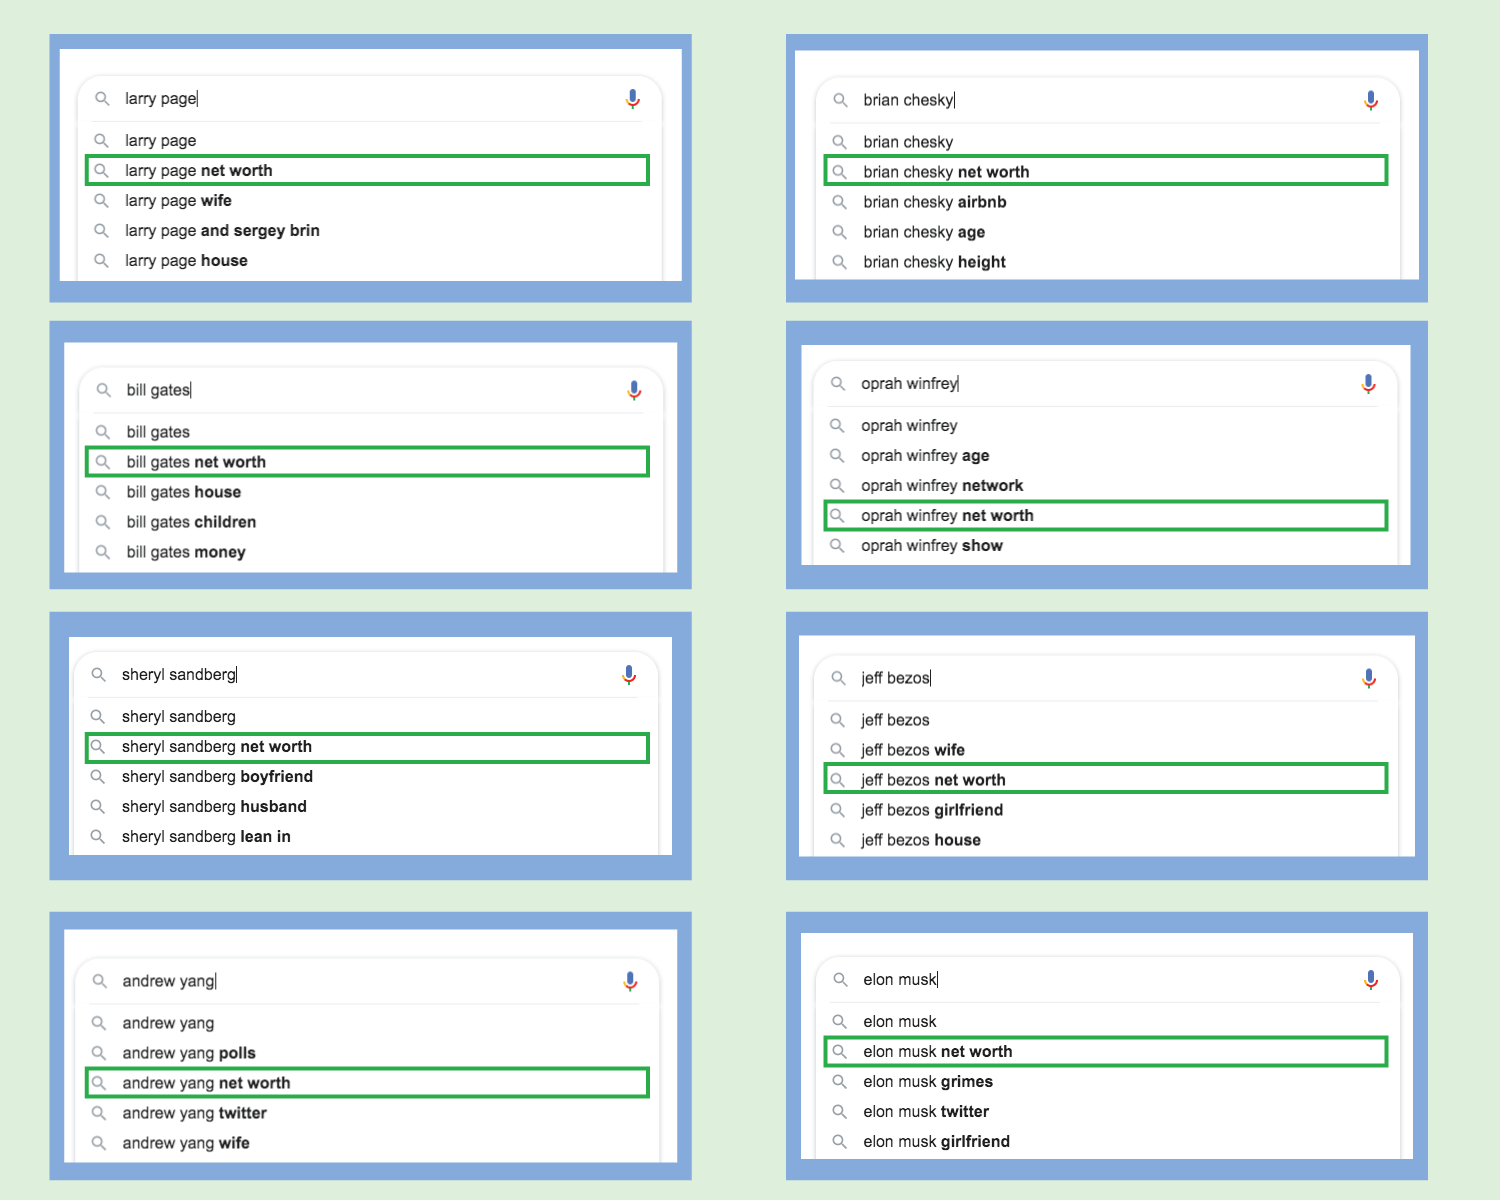 larry page
larry page
larry page net worth
larry page wife
larry page and sergey brin
larry page house
brian chesky
brian chesky
brian chesky net worth
brian chesky airbnb
brian chesky age
brian chesky height
bill gates
bill gates
bill gates net worth
bill gates house
bill gates children
bill gates money
oprah winfrey
oprah winfrey
oprah winfrey age
oprah winfrey network
oprah winfrey net worth
oprah winfrey show
sheryl sandberg
sheryl sandberg
sheryl sandberg net worth
sheryl sandberg boyfriend
sheryl sandberg husband
sheryl sandberg lean in
jeff bezos
jeff bezos
jeff bezos wife
jeff bezos net worth
jeff bezos girlfriend
jeff bezos house
andrew yang
andrew yang
andrew yang polls
andrew yang net worth
andrew yang twitter
andrew yang wife
elon musk
elon musk
elon musk net worth
elon musk grimes
elon musk twitter
elon musk girlfriend